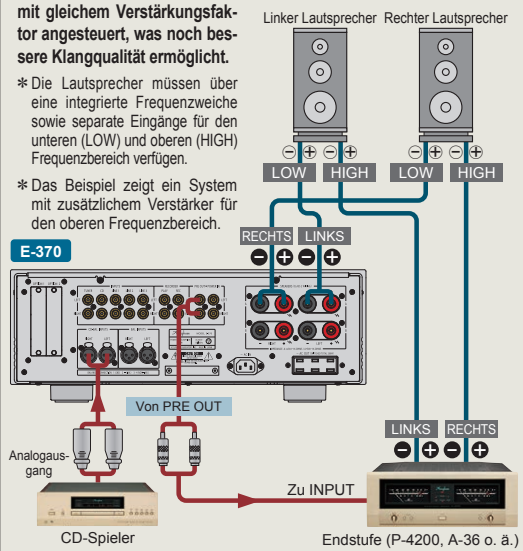 mit gleichem Verstärkungsfak-
tor angesteuert, was noch bes-
sere Klangqualität ermöglicht.
* Die Lautsprecher müssen über
eine integrierte Frequenzweiche
sowie separate Eingänge für den
unteren (LOW) und oberen (HIGH)
Frequenzbereich verfügen.
* Das Beispiel zeigt ein System
mit zusätzlichem Verstärker für
den oberen Frequenzbereich.
Linker Lautsprecher Rechter Lautsprecher
LOW HIGH LOW HIGH
RECHTS LINKS
E-370
Von PRE OUT
LINKS RECHTS
Analogaus-
gang
Zu INPUT
CD-Spieler
Endstufe (P-4200, A-36 o. ä.)